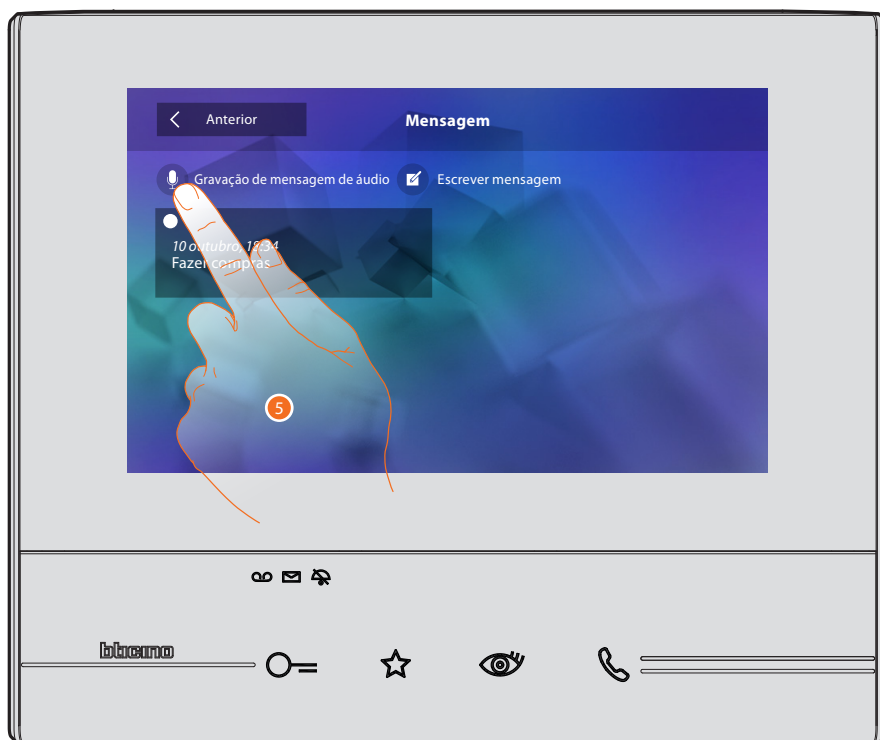 Anterior
Mensagem
Gravação de mensagem de áudio
Escrever mensagem
10 outubro, 18:34
Fazer compras
5
bticino